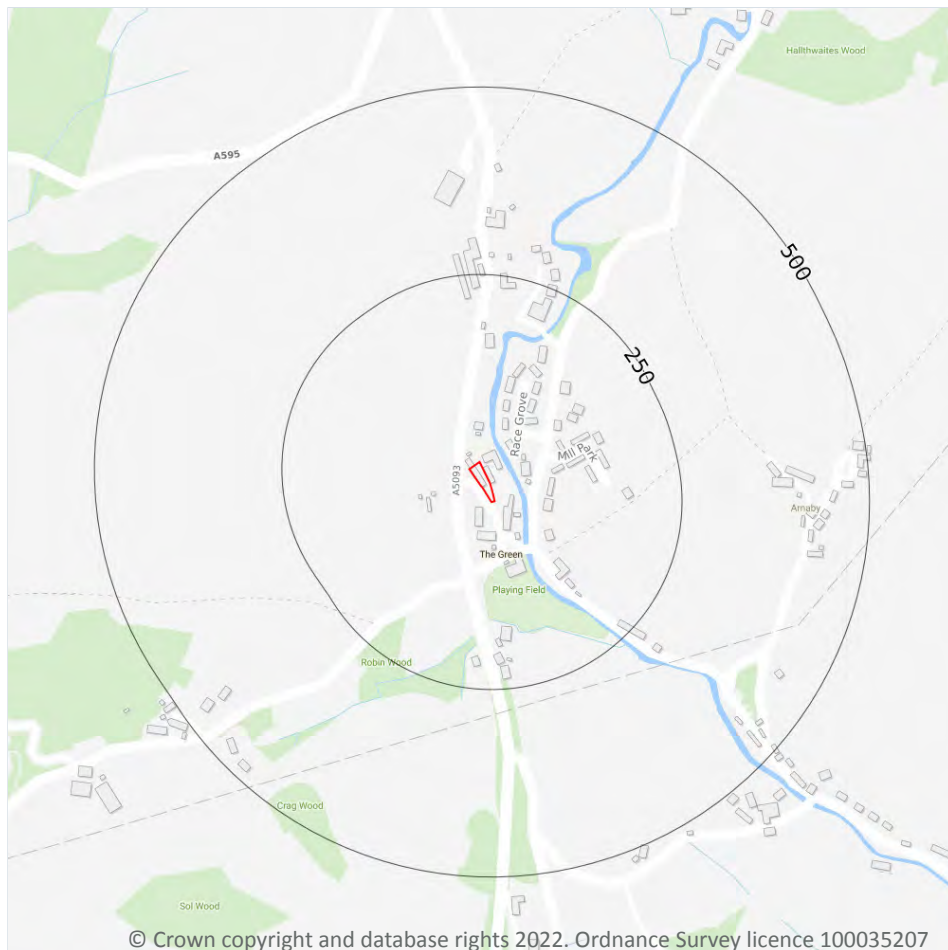 Hallthwaites Wood
A595
500
250
Race Grove
Mill Park
A5093
Arnaby
The Green
Playing Field
Robin Wood
Crag Wood
Sol Wood
© Crown copyright and database rights 2022. Ordnance Survey licence 100035207